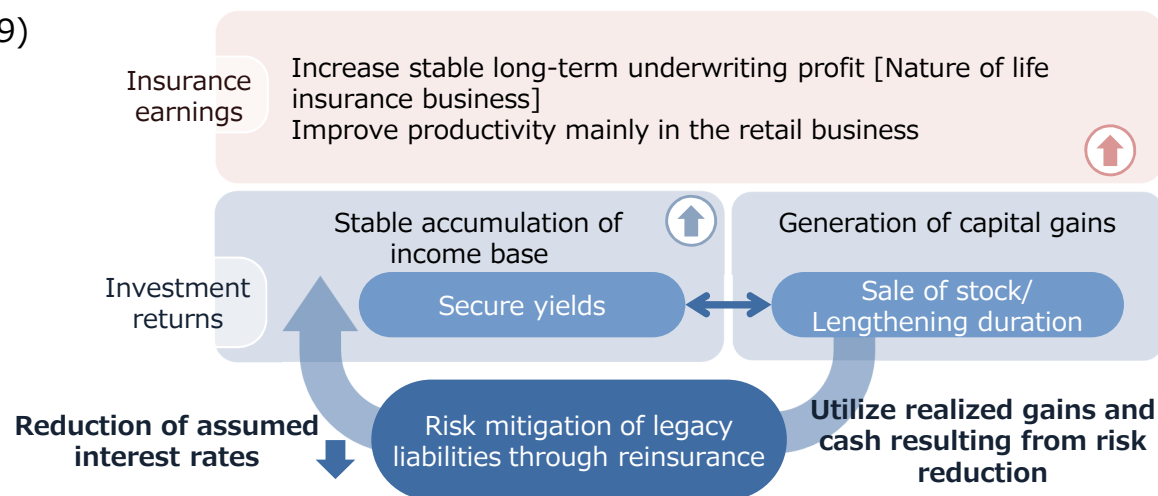 9)
Insurance
earnings
Increase stable long-term underwriting profit [Nature of life
insurance business]
Improve productivity mainly in the retail business
Investment
returns
Stable accumulation of
income base
Secure yields
Generation of capital gains
Sale of stock/
Lengthening duration
Reduction of assumed
interest rates
Risk mitigation of legacy
liabilities through reinsurance
Utilize realized gains and
cash resulting from risk
reduction